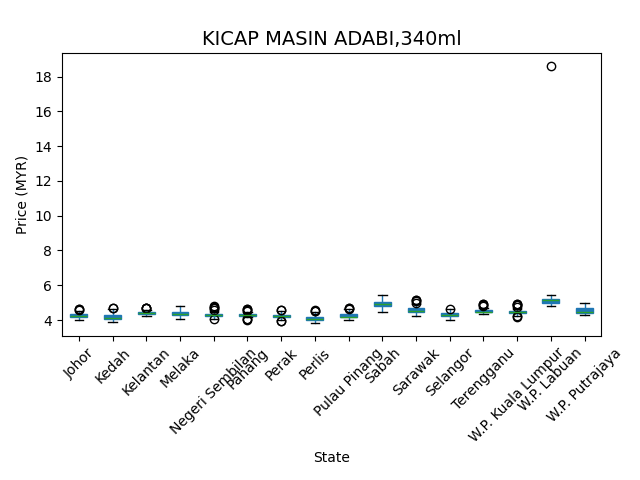 KICAP MASIN ADABI,340ml
Price (MYR)
18
16
14
12
10
8
6
4
Johor
Kedah
Kelantan
Melaka
Negeri Sembilan
Pahang
Perak
Perlis
Pulau Pinang
Sabah
Sarawak
Selangor
Terengganu
W.P. Kuala Lumpur
W.P. Labuan
W.P. Putrajaya
State